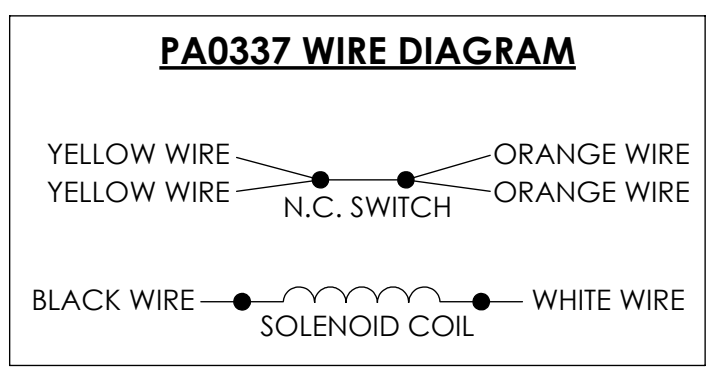 PA0337 WIRE DIAGRAM
YELLOW WIRE ORANGE WIRE
YELLOW WIRE ORANGE WIRE
N.C. SWITCH
BLACK WIRE WHITE WIRE
SOLENOID COIL